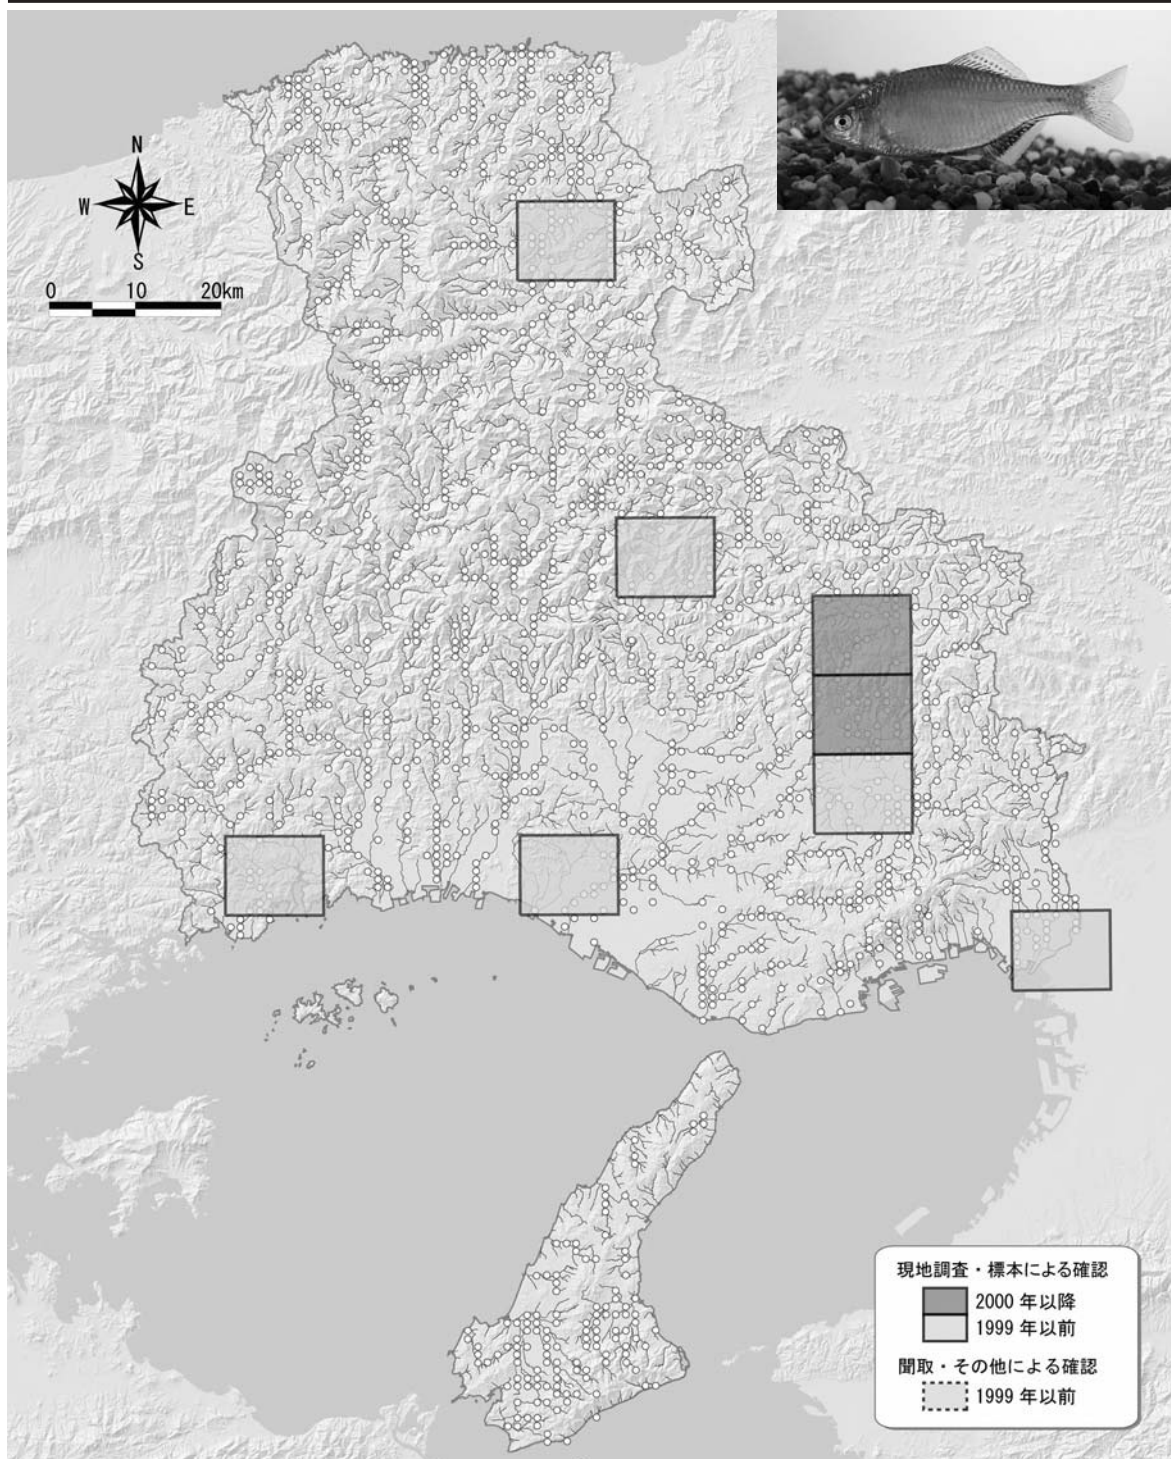 N
W E
S
0 10 20km
現地調査・標本による確認
2000 年以降
1999 年以前
聞取・その他による確認
1999 年以前